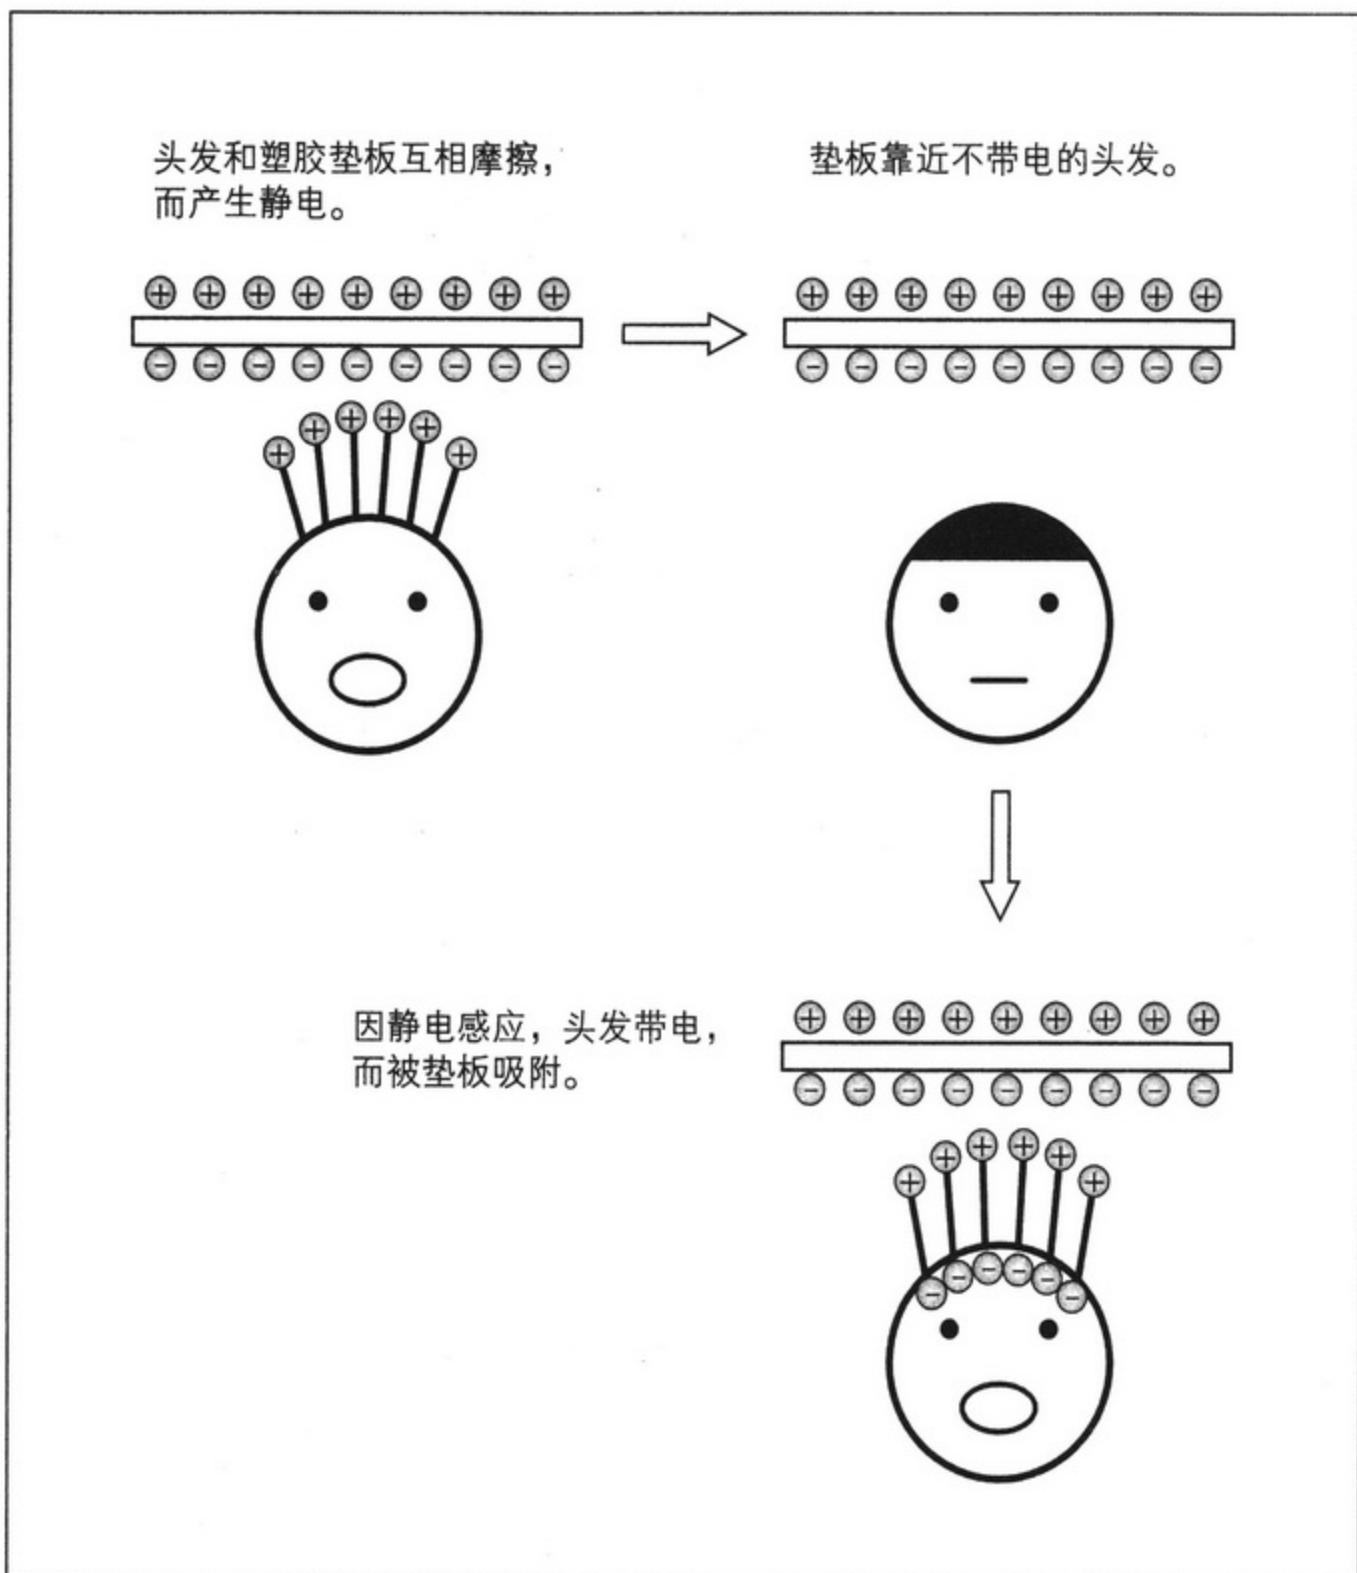 头发和塑胶垫板互相摩擦，
而产生静电。
垫板靠近不带电的头发。
因静电感应，头发带电，
而被垫板吸附。